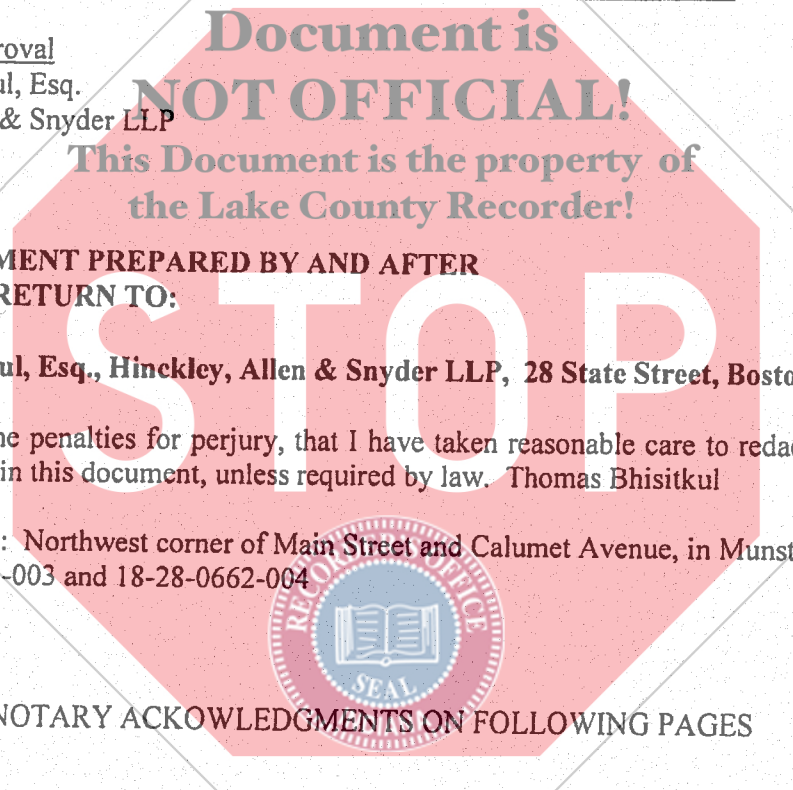 Document is
roval
ul, Esq.
NOT OFFICIAL!
& Snyder LLP
This Document is the property of
the Lake County Recorder!
MENT PREPARED BY AND AFTER
RETURN TO:
STOP
ul, Esq., Hinckley, Allen & Snyder LLP, 28 State Street, Bosto
he penalties for perjury, that I have taken reasonable care to redac
in this document, unless required by law. Thomas Bhisitkul
: Northwest corner of Main Street and Calumet Avenue, in Munst
-003 and 18-28-0662-004
RECORDER'S OFFICE
SEAL
NOTARY ACKOWLEDGMENTS ON FOLLOWING PAGES